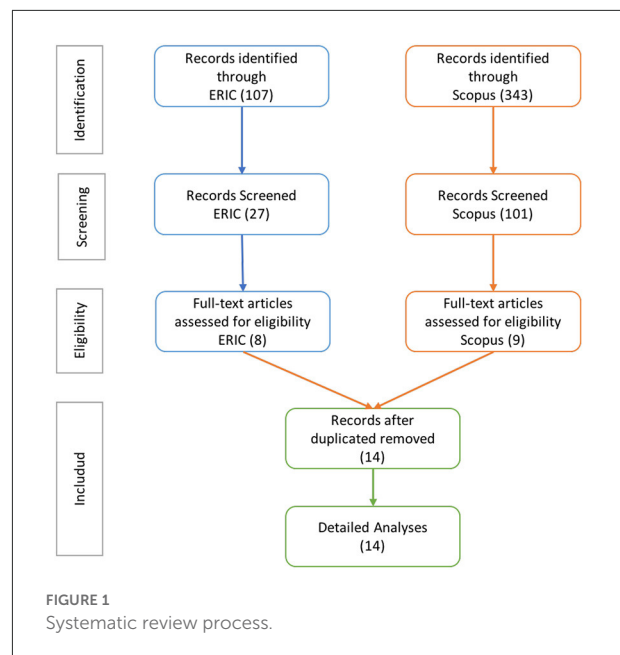 Identification
Records identified
through
ERIC (107)
Records identified
through
Scopus (343)
Screening
Records Screened
ERIC (27)
Records Screened
Scopus (101)
Eligibility
Full-text articles
assessed for eligibility
ERIC (8)
Full-text articles
assessed for eligibility
Scopus (9)
Includud
Records after
duplicated removed
(14)
Detailed Analyses
(14)
FIGURE 1
Systematic review process.